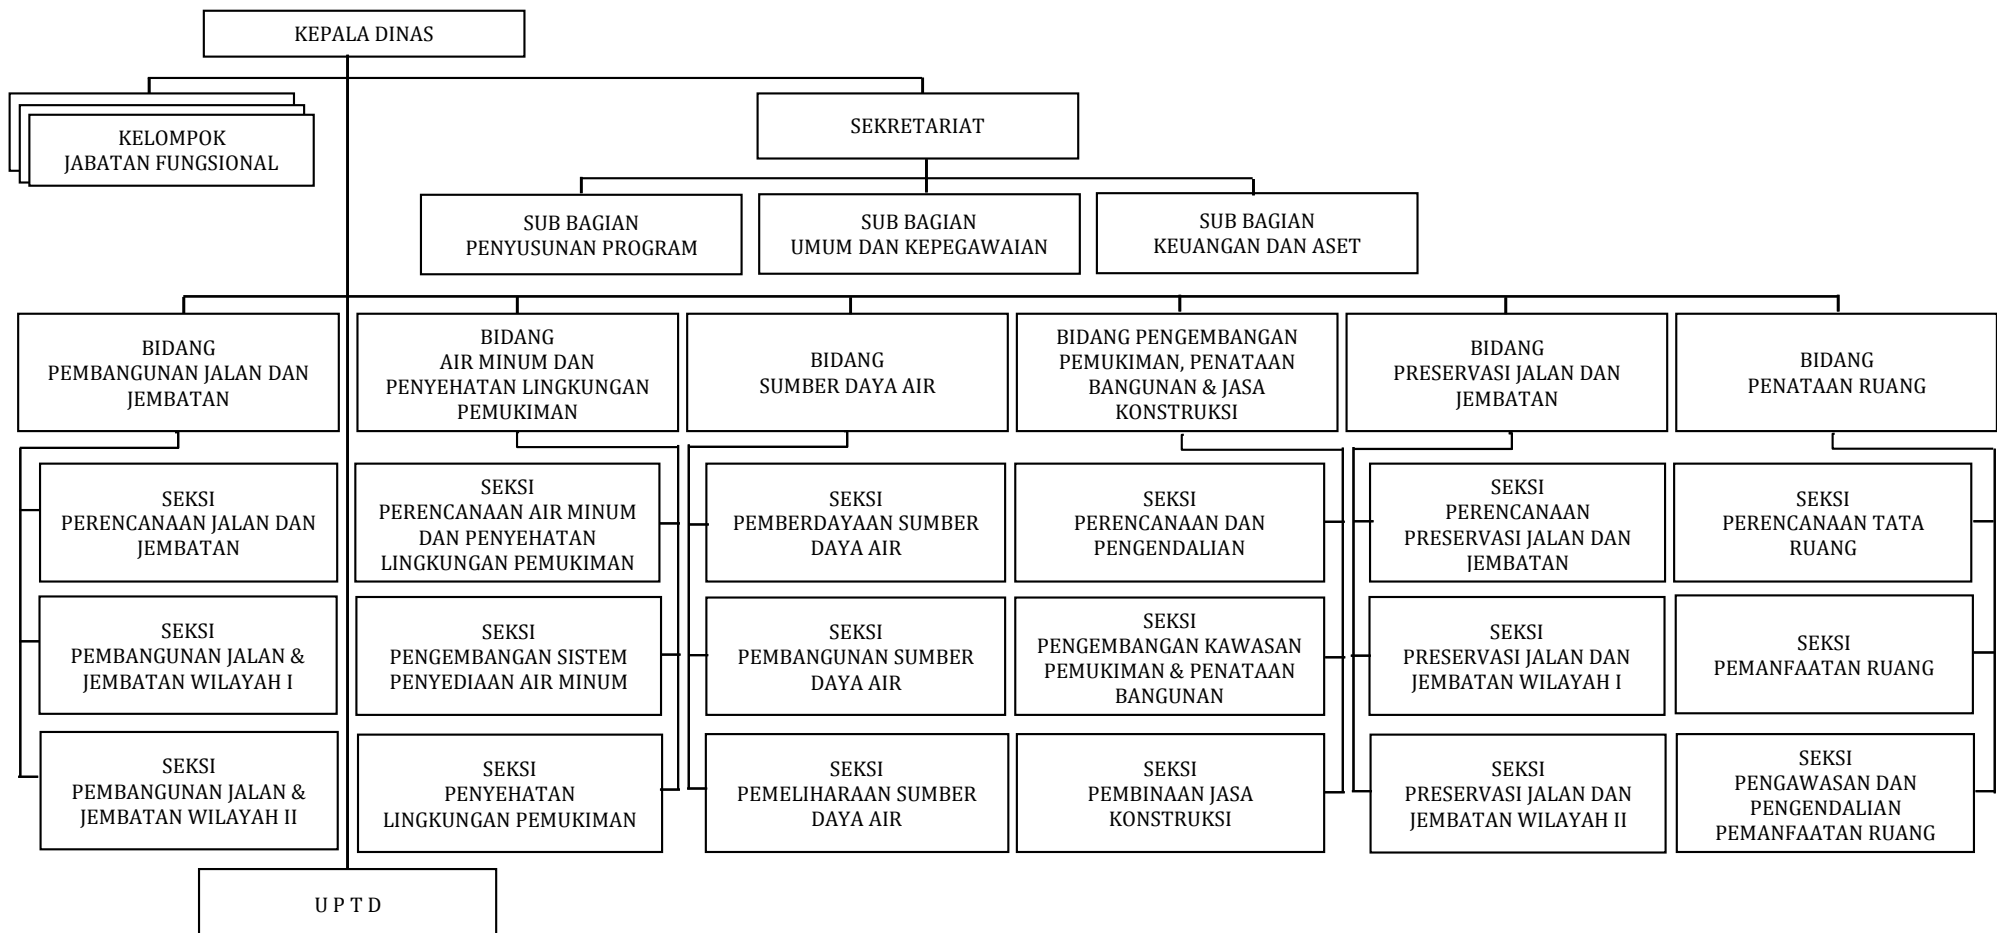 KEPALA DINAS
KELOMPOK
JABATAN FUNGSIONAL
SEKRETARIAT
SUB BAGIAN
PENYUSUNAN PROGRAM
SUB BAGIAN
UMUM DAN KEPEGAWAIAN
SUB BAGIAN
KEUANGAN DAN ASET
BIDANG
PEMBANGUNAN JALAN DAN
JEMBATAN
BIDANG
AIR MINUM DAN
PENYEHATAN LINGKUNGAN
PEMUKIMAN
BIDANG
SUMBER DAYA AIR
BIDANG PENGEMBANGAN
PEMUKIMAN, PENATAAN
BANGUNAN & JASA
KONSTRUKSI
BIDANG
PRESERVASI JALAN DAN
JEMBATAN
BIDANG
PENATAAN RUANG
SEKSI
PERENCANAAN JALAN DAN
JEMBATAN
SEKSI
PERENCANAAN AIR MINUM
DAN PENYEHATAN
LINGKUNGAN PEMUKIMAN
SEKSI
PEMBERDAYAAN SUMBER
DAYA AIR
SEKSI
PERENCANAAN DAN
PENGENDALIAN
SEKSI
PERENCANAAN
PRESERVASI JALAN DAN
JEMBATAN
SEKSI
PERENCANAAN TATA
RUANG
SEKSI
PEMBANGUNAN JALAN &
JEMBATAN WILAYAH I
SEKSI
PENGEMBANGAN SISTEM
PENYEDIAAN AIR MINUM
SEKSI
PEMBANGUNAN SUMBER
DAYA AIR
SEKSI
PENGEMBANGAN KAWASAN
PEMUKIMAN & PENATAAN
BANGUNAN
SEKSI
PRESERVASI JALAN DAN
JEMBATAN WILAYAH I
SEKSI
PEMANFAATAN RUANG
SEKSI
PEMBANGUNAN JALAN &
JEMBATAN WILAYAH II
SEKSI
PENYEHATAN
LINGKUNGAN PEMUKIMAN
SEKSI
PEMELIHARAAN SUMBER
DAYA AIR
SEKSI
PEMBINAAN JASA
KONSTRUKSI
SEKSI
PRESERVASI JALAN DAN
JEMBATAN WILAYAH II
SEKSI
PENGAWASAN DAN
PENGENDALIAN
PEMANFAATAN RUANG
U P T D